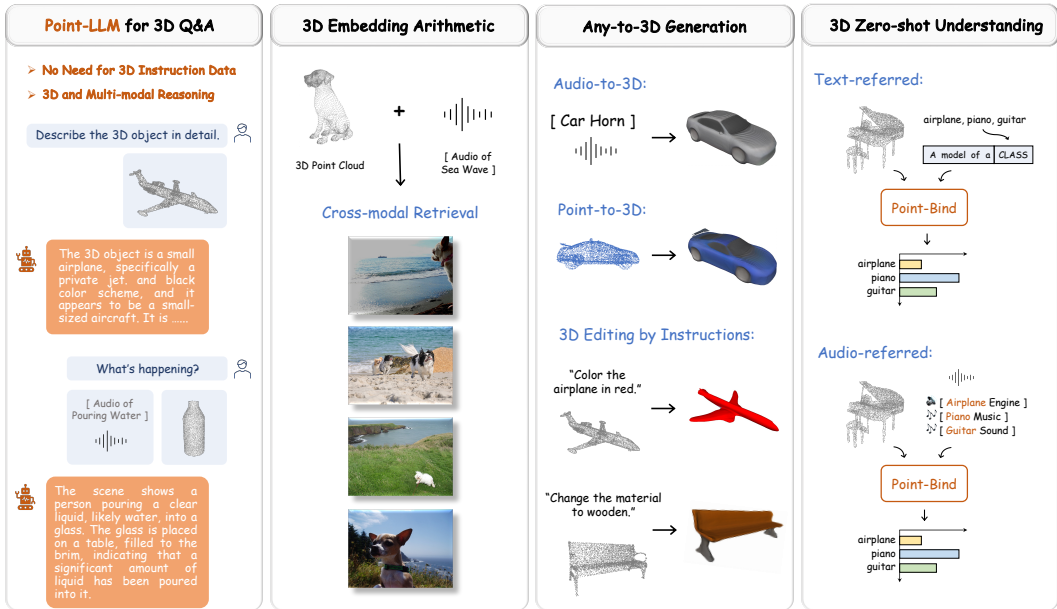 Point-LLM for 3D Q&A
➢ No Need for 3D Instruction Data
➢ 3D and Multi-modal Reasoning
Describe the 3D object in detail.
The 3D object is a small
airplane, specifically a
private jet, and black
color scheme, and it
appears to be a small-
sized aircraft. It is ......
What's happening?
[ Audio of
Pouring Water ]
The scene shows a
person pouring a clear
liquid, likely water, into a
glass. The glass is placed
on a table, filled to the
brim, indicating that a
significant amount of
liquid has been poured
into it.
3D Embedding Arithmetic
+
3D Point Cloud
[ Audio of
Sea Wave ]
Cross-modal Retrieval
Any-to-3D Generation
Audio-to-3D:
[ Car Horn ]
Point-to-3D:
3D Editing by Instructions:
“Color the
airplane in red.”
“Change the material
to wooden.”
3D Zero-shot Understanding
Text-referred:
airplane, piano, guitar
A model of a CLASS
Point-Bind
airplane
piano
guitar
Audio-referred:
[ Airplane Engine ]
[ Piano Music ]
[ Guitar Sound ]
Point-Bind
airplane
piano
guitar